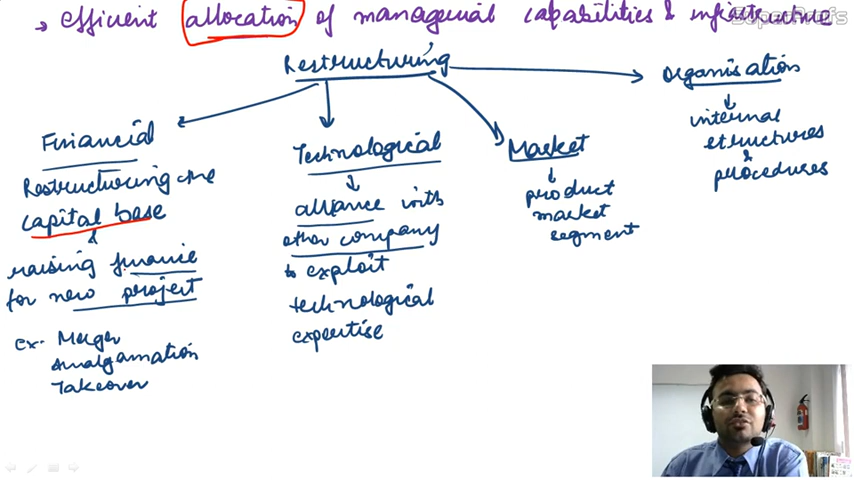 → efficient allocation of managerial capabilities & infrastructure
SuperProfs
Restructuring
Financial
Restructuring the
capital base
&
raising finance
for new project
ex. Merger
Amalgamation
Takeover
Technological
alliance with
other company
to exploit
technological
expertise
Market
product
market
segment
Organisation
internal
structures
&
procedures